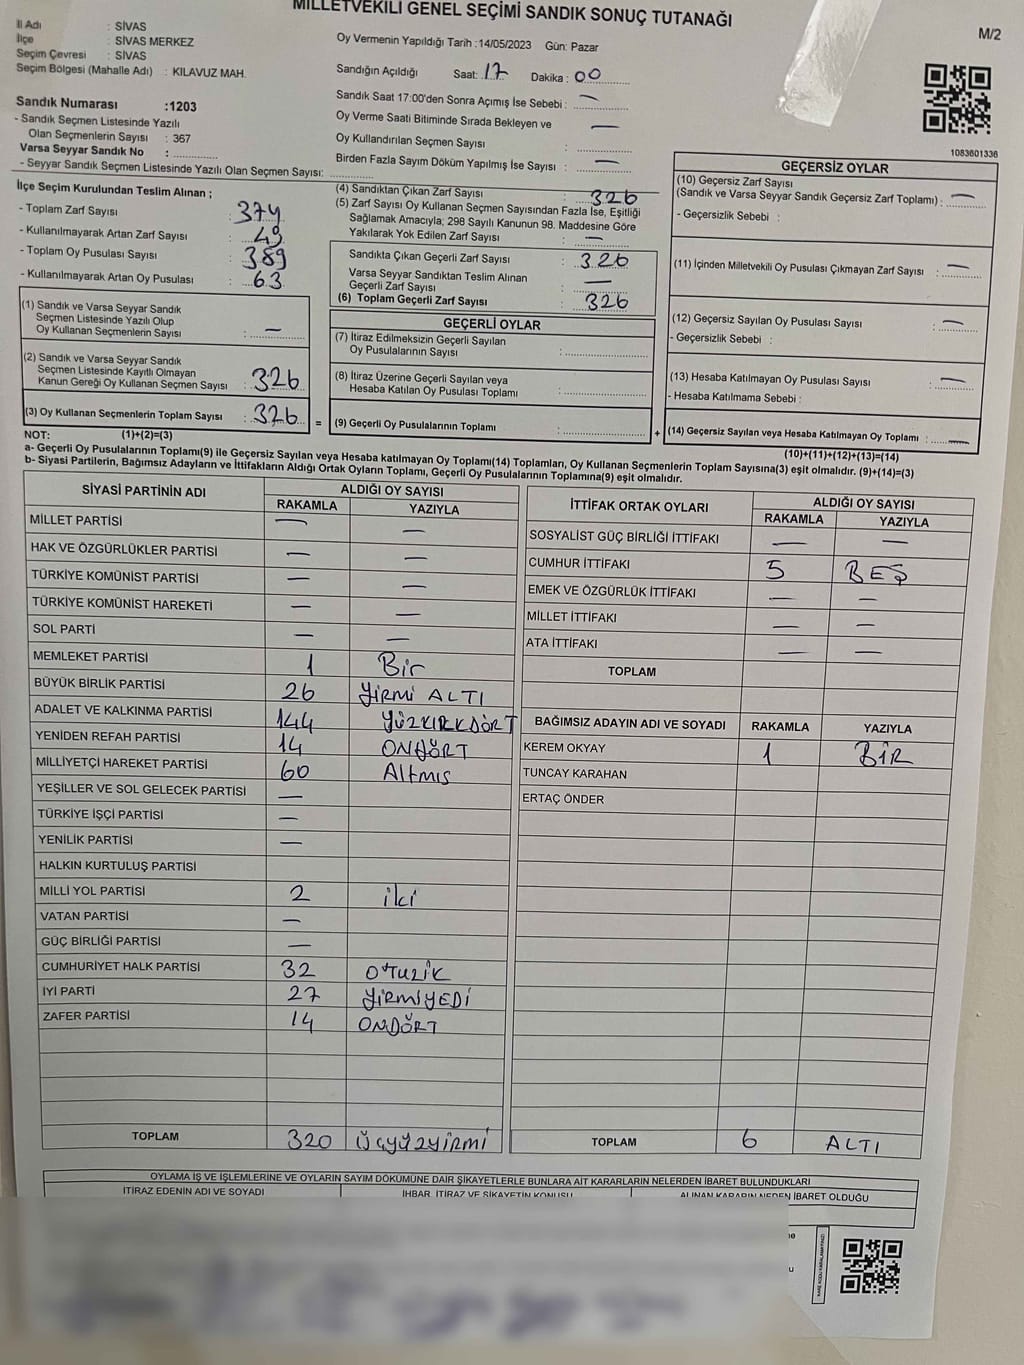 MİLLETVEKİLİ GENEL SEÇİMİ SANDIK SONUÇ TUTANAĞI
M/2
İl Adı : SİVAS
İlçe : SİVAS MERKEZ
Seçim Çevresi : SİVAS
Seçim Bölgesi (Mahalle Adı) : KILAVUZ MAH.
Sandık Numarası :1203
- Sandık Seçmen Listesinde Yazılı
Olan Seçmenlerin Sayısı : 367
Varsa Seyyar Sandık No :
- Seyyar Sandık Seçmen Listesinde Yazılı Olan Seçmen Sayısı:
Oy Vermenin Yapıldığı Tarih :14/05/2023 Gün: Pazar
Sandığın Açıldığı Saat: 17 Dakika : 00
Sandık Saat 17:00'den Sonra Açımış İse Sebebi : —
Oy Verme Saati Bitiminde Sırada Bekleyen ve —
Oy Kullandırılan Seçmen Sayısı :
Birden Fazla Sayım Döküm Yapılmış İse Sayısı : —
1083601336
İlçe Seçim Kurulundan Teslim Alınan ;
- Toplam Zarf Sayısı : 374
- Kullanılmayarak Artan Zarf Sayısı : 49
- Toplam Oy Pusulası Sayısı : 389
- Kullanılmayarak Artan Oy Pusulası : 63
(1) Sandık ve Varsa Seyyar Sandık
Seçmen Listesinde Yazılı Olup
Oy Kullanan Seçmenlerin Sayısı : —
(2) Sandık ve Varsa Seyyar Sandık
Seçmen Listesinde Kayıtlı Olmayan
Kanun Gereği Oy Kullanan Seçmen Sayısı : 326
(3) Oy Kullanan Seçmenlerin Toplam Sayısı : 326 =
(4) Sandıktan Çıkan Zarf Sayısı : 326
(5) Zarf Sayısı Oy Kullanan Seçmen Sayısından Fazla İse, Eşitliği
Sağlamak Amacıyla; 298 Sayılı Kanunun 98. Maddesine Göre
Yakılarak Yok Edilen Zarf Sayısı : —
Sandıkta Çıkan Geçerli Zarf Sayısı : 326
Varsa Seyyar Sandıktan Teslim Alınan —
Geçerli Zarf Sayısı :
(6) Toplam Geçerli Zarf Sayısı : 326
GEÇERLİ OYLAR
(7) İtiraz Edilmeksizin Geçerli Sayılan
Oy Pusulalarının Sayısı :
(8) İtiraz Üzerine Geçerli Sayılan veya
Hesaba Katılan Oy Pusulası Toplamı :
(9) Geçerli Oy Pusulalarının Toplamı : +
GEÇERSİZ OYLAR
(10) Geçersiz Zarf Sayısı
(Sandık ve Varsa Seyyar Sandık Geçersiz Zarf Toplamı) : —
- Geçersizlik Sebebi :
(11) İçinden Milletvekili Oy Pusulası Çıkmayan Zarf Sayısı : —
(12) Geçersiz Sayılan Oy Pusulası Sayısı : —
- Geçersizlik Sebebi :
(13) Hesaba Katılmayan Oy Pusulası Sayısı : —
- Hesaba Katılmama Sebebi :
(14) Geçersiz Sayılan veya Hesaba Katılmayan Oy Toplamı : —
NOT: (1)+(2)=(3) (10)+(11)+(12)+(13)=(14)
a- Geçerli Oy Pusulalarının Toplamı(9) ile Geçersiz Sayılan veya Hesaba Katılmayan Oy Toplamı(14) Toplamları, Oy Kullanan Seçmenlerin Toplam Sayısına(3) eşit olmalıdır. (9)+(14)=(3)
b- Siyasi Partilerin, Bağımsız Adayların ve İttifakların Aldığı Ortak Oyların Toplamı, Geçerli Oy Pusulalarının Toplamına(9) eşit olmalıdır.
SİYASİ PARTİNİN ADI ALDIĞI OY SAYISI
RAKAMLA YAZIYLA
MİLLET PARTİSİ — —
HAK VE ÖZGÜRLÜKLER PARTİSİ — —
TÜRKİYE KOMÜNİST PARTİSİ — —
TÜRKİYE KOMÜNİST HAREKETİ — —
SOL PARTİ — —
MEMLEKET PARTİSİ 1 Bir
BÜYÜK BİRLİK PARTİSİ 26 YİRMİ ALTI
ADALET VE KALKINMA PARTİSİ 144 YÜZKIRKDÖRT
YENİDEN REFAH PARTİSİ 14 ONDÖRT
MİLLİYETÇİ HAREKET PARTİSİ 60 Altmış
YEŞİLLER VE SOL GELECEK PARTİSİ —
TÜRKİYE İŞÇİ PARTİSİ —
YENİLİK PARTİSİ —
HALKIN KURTULUŞ PARTİSİ
MİLLİ YOL PARTİSİ 2 iki
VATAN PARTİSİ —
GÜÇ BİRLİĞİ PARTİSİ —
CUMHURİYET HALK PARTİSİ 32 OTUZİK
İYİ PARTİ 27 YİRMİYEDİ
ZAFER PARTİSİ 14 ONDÖRT
TOPLAM 320 ÜÇYÜZYİRMİ
İTTİFAK ORTAK OYLARI ALDIĞI OY SAYISI
RAKAMLA YAZIYLA
SOSYALİST GÜÇ BİRLİĞİ İTTİFAKI — —
CUMHUR İTTİFAKI 5 BEŞ
EMEK VE ÖZGÜRLÜK İTTİFAKI — —
MİLLET İTTİFAKI — —
ATA İTTİFAKI — —
TOPLAM
BAĞIMSIZ ADAYIN ADI VE SOYADI RAKAMLA YAZIYLA
KEREM OKYAY 1 BİR
TUNCAY KARAHAN
ERTAÇ ÖNDER
TOPLAM 6 ALTI
OYLAMA İŞ VE İŞLEMLERİNE VE OYLARIN SAYIM DÖKÜMÜNE DAİR ŞİKAYETLERLE BUNLARA AİT KARARLARIN NELERDEN İBARET BULUNDUKLARI
İTİRAZ EDENİN ADI VE SOYADI İHBAR, İTİRAZ VE ŞİKAYETİN KONUSU ALINAN KARARIN NEDEN İBARET OLDUĞU